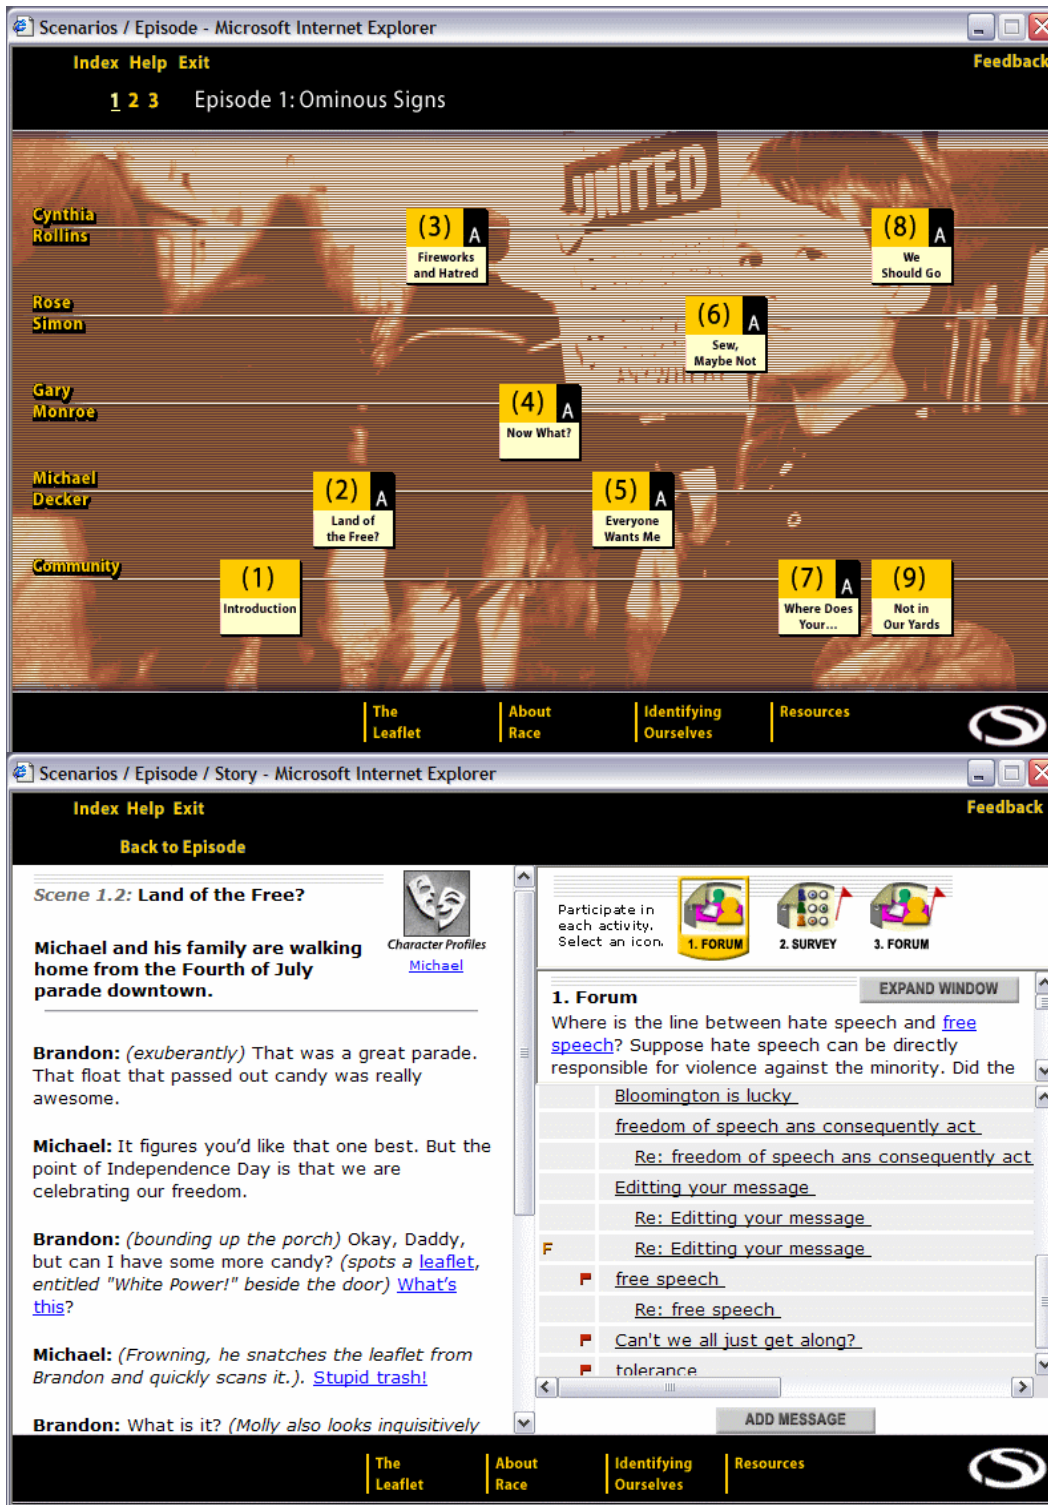 Scenarios / Episode - Microsoft Internet Explorer
Index Help Exit
Feedback
1 2 3 Episode 1: Ominous Signs
UNITED
Cynthia
Rollins
(3) A
Fireworks
and Hatred
(8) A
We
Should Go
Rose
Simon
(6) A
Sew,
Maybe Not
Gary
Monroe
(4) A
Now What?
Michael
Decker
(2) A
Land of
the Free?
(5) A
Everyone
Wants Me
Community
(1)
Introduction
(7) A
Where Does
Your...
(9)
Not in
Our Yards
The
Leaflet
About
Race
Identifying
Ourselves
Resources
Scenarios / Episode / Story - Microsoft Internet Explorer
Index Help Exit
Feedback
Back to Episode
Scene 1.2: Land of the Free?
Character Profiles
Michael
Michael and his family are walking
home from the Fourth of July
parade downtown.
Brandon: (exuberantly) That was a great parade.
That float that passed out candy was really
awesome.
Michael: It figures you'd like that one best. But the
point of Independence Day is that we are
celebrating our freedom.
Brandon: (bounding up the porch) Okay, Daddy,
but can I have some more candy? (spots a leaflet,
entitled "White Power!" beside the door) What's
this?
Michael: (Frowning, he snatches the leaflet from
Brandon and quickly scans it.). Stupid trash!
Brandon: What is it? (Molly also looks inquisitively
Participate in
each activity.
Select an icon.
1. FORUM
2. SURVEY
3. FORUM
EXPAND WINDOW
1. Forum
Where is the line between hate speech and free
speech? Suppose hate speech can be directly
responsible for violence against the minority. Did the
Bloomington is lucky
freedom of speech ans consequently act
Re: freedom of speech ans consequently act
Editting your message
Re: Editting your message
F Re: Editting your message
free speech
Re: free speech
Can't we all just get along?
tolerance
ADD MESSAGE
The
Leaflet
About
Race
Identifying
Ourselves
Resources